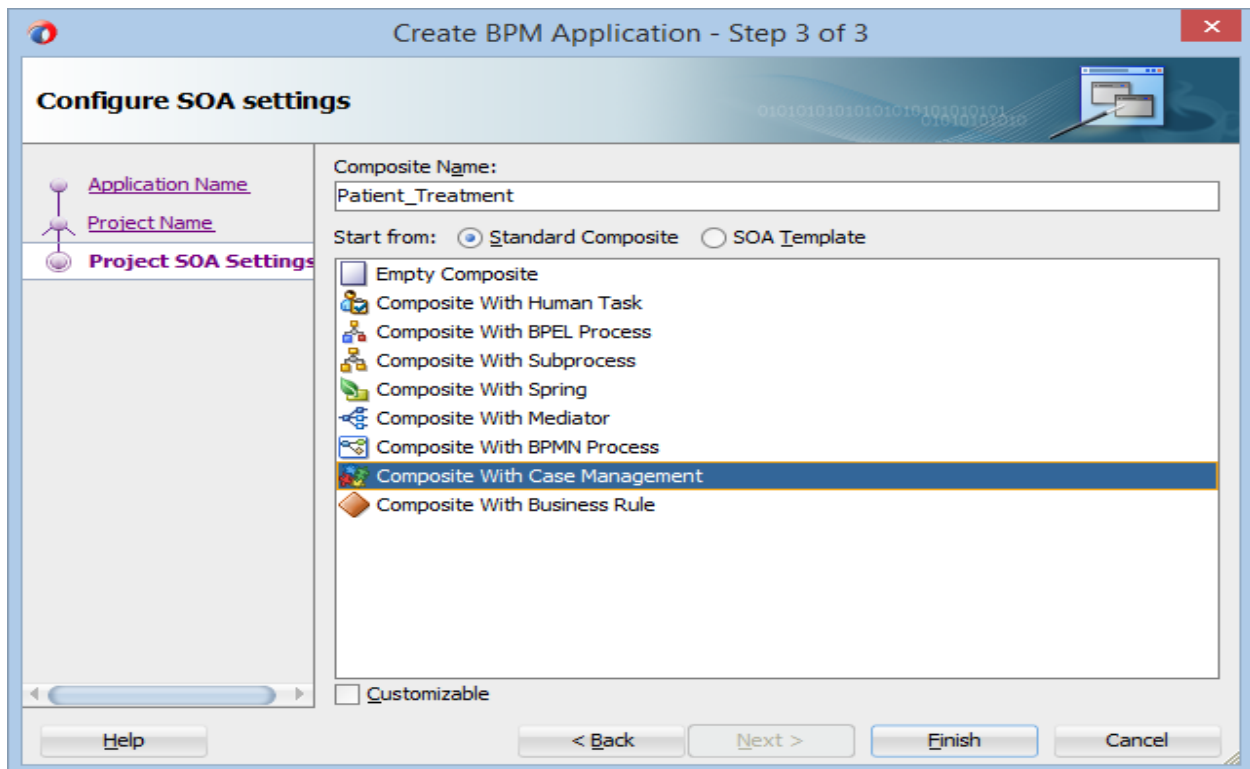 Create BPM Application - Step 3 of 3
Configure SOA settings
Application Name
Project Name
Project SOA Settings
Composite Name:
Patient_Treatment
Start from: Standard Composite SOA Template
Empty Composite
Composite With Human Task
Composite With BPEL Process
Composite With Subprocess
Composite With Spring
Composite With Mediator
Composite With BPMN Process
Composite With Case Management
Composite With Business Rule
Customizable
Help < Back Next > Finish Cancel